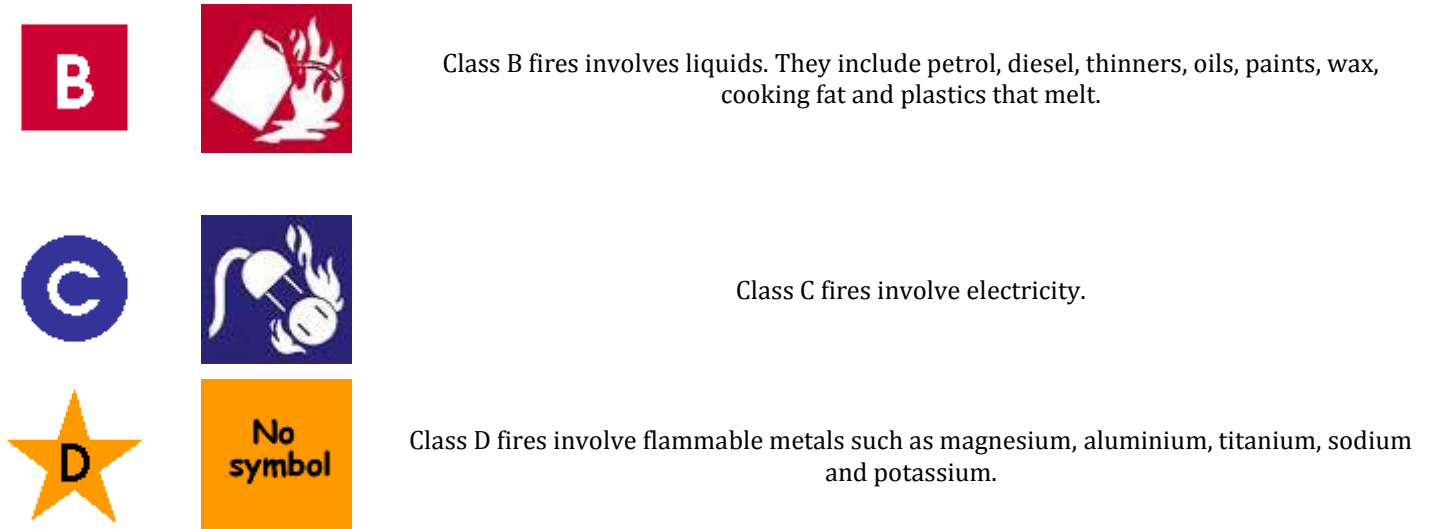 B
Class B fires involves liquids. They include petrol, diesel, thinners, oils, paints, wax,
cooking fat and plastics that melt.
C
Class C fires involve electricity.
D
No
symbol
Class D fires involve flammable metals such as magnesium, aluminium, titanium, sodium
and potassium.